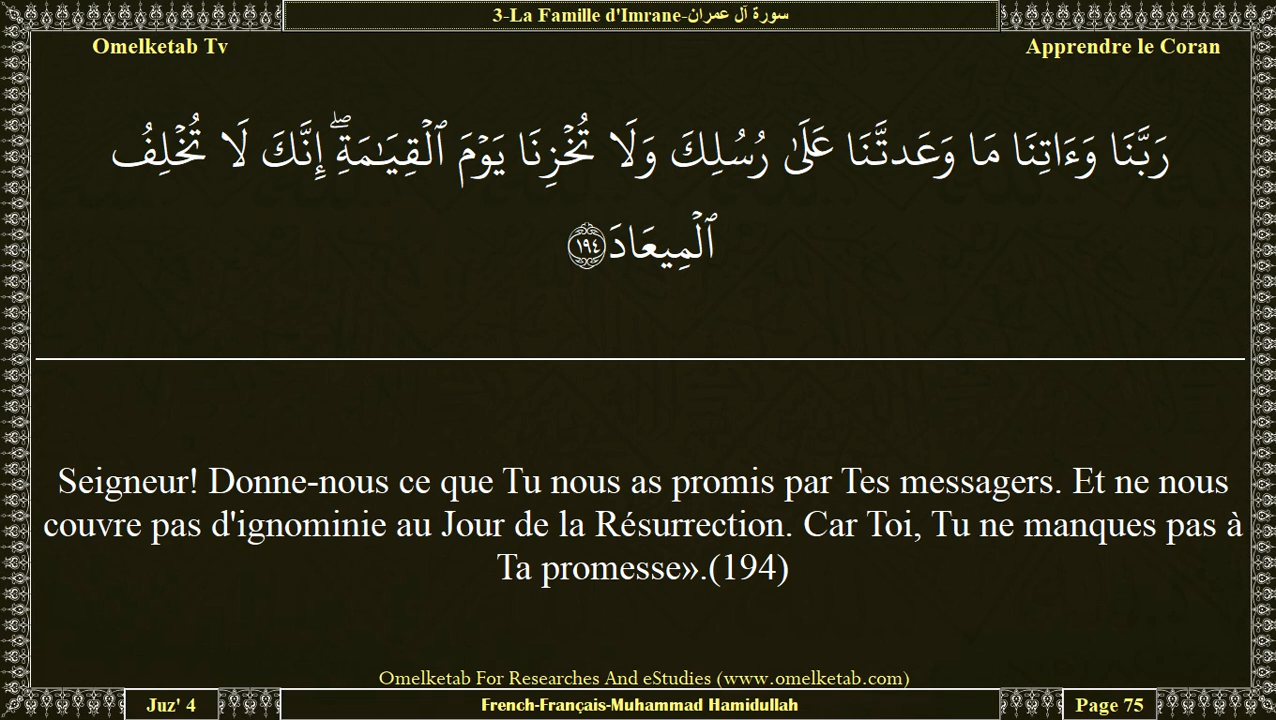 3-La Famille d'Imrane-سورة آل عمران
Omelketab Tv
Apprendre le Coran
رَبَّنَا وَءَاتِنَا مَا وَعَدتَّنَا عَلَىٰ رُسُلِكَ وَلَا تُخْزِنَا يَوْمَ ٱلْقِيَـٰمَةِ ۖ إِنَّكَ لَا تُخْلِفُ
ٱلْمِيعَادَ ١٩٤
Seigneur! Donne-nous ce que Tu nous as promis par Tes messagers. Et ne nous
couvre pas d'ignominie au Jour de la Résurrection. Car Toi, Tu ne manques pas à
Ta promesse».(194)
Omelketab For Researches And eStudies (www.omelketab.com)
Juz' 4
French-Français-Muhammad Hamidullah
Page 75